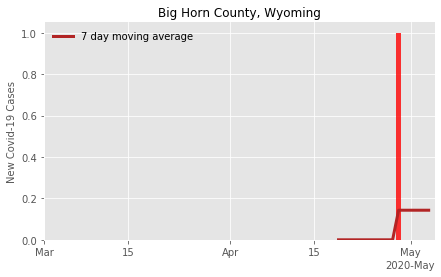 Big Horn County, Wyoming
7 day moving average
New Covid-19 Cases
1.0
0.8
0.6
0.4
0.2
0.0
Mar 15 Apr 15 May
2020-May